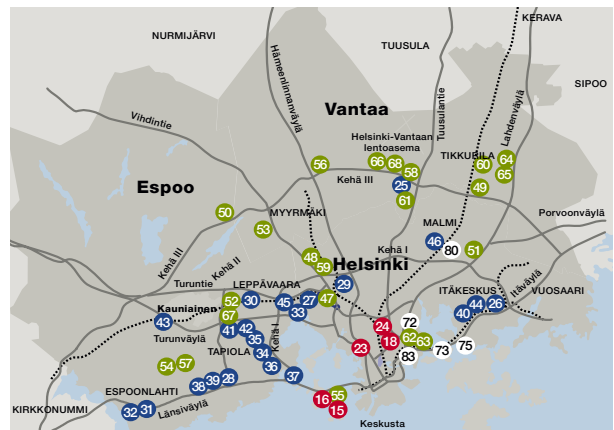 KERAVA
NURMIJÄRVI
TUUSULA
SIPOO
Hämeenlinnanväylä
Tuusulantie
Lahdenväylä
Vihdintie
Vantaa
Helsinki-Vantaan
lentoasema
TIKKURILA
56
66
68
58
60
64
65
Kehä III
25
49
61
Espoo
50
53
MYYRMÄKI
MALMI
Porvoonväylä
46
80
51
Kehä I
48
59
Helsinki
Kehä III
Kehä II
Turuntie
LEPPÄVAARA
29
ITÄKESKUS
Itäväylä
VUOSAARI
Kauniainen
52
30
45
27
47
33
67
43
40
44
26
41
42
35
Kehä I
24
72
Turunväylä
TAPIOLA
34
23
18
62
63
83
73
75
54
57
36
37
ESPOONLAHTI
38
39
28
Länsiväylä
55
16
15
KIRKKONUMMI
32
31
Keskusta